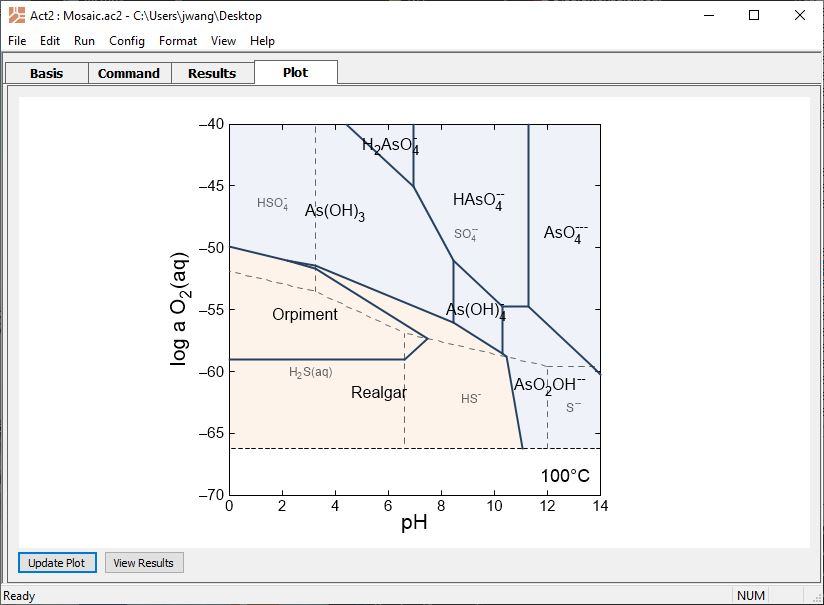 Act2 : Mosaic.ac2 - C:\Users\jwang\Desktop
File Edit Run Config Format View Help
Basis Command Results Plot
–40
–45
–50
–55
–60
–65
–70
log a O₂(aq)
H₂AsO₄⁻
HSO₄⁻
As(OH)₃
HAsO₄⁻⁻
SO₄⁻⁻
AsO₄⁻⁻⁻
Orpiment
As(OH)₄⁻
H₂S(aq)
Realgar
HS⁻
AsO₂OH⁻⁻
S⁻⁻
100°C
0 2 4 6 8 10 12 14
pH
Update Plot View Results
Ready NUM